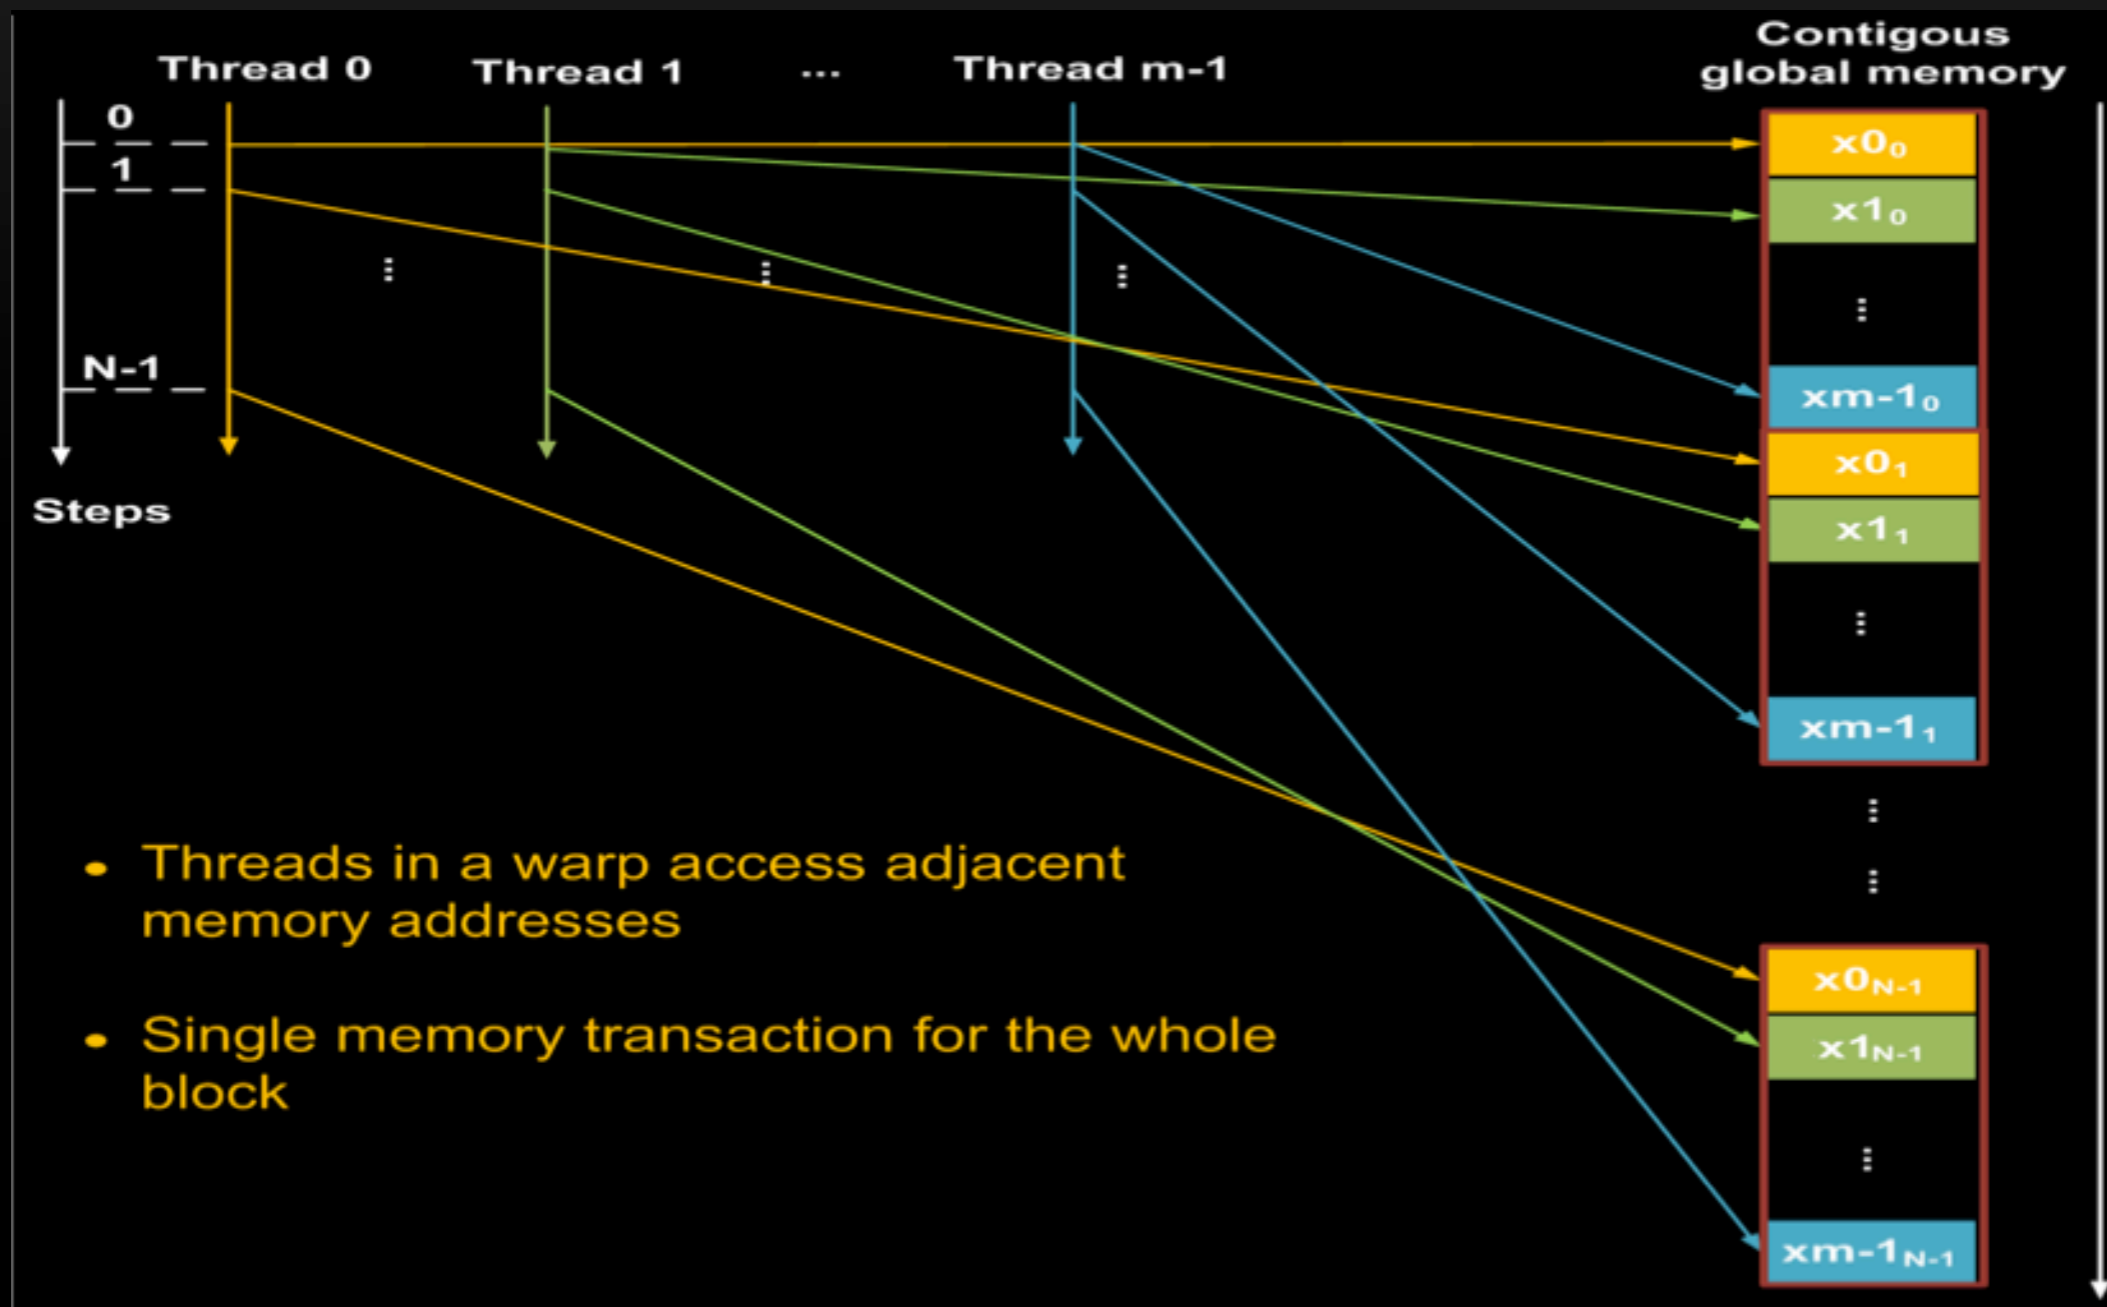 Contigous
global memory
Thread 0
Thread 1
...
Thread m-1
0
1
N-1
Steps
x0₀
x1₀
⋮
xm-1₀
x0₁
x1₁
⋮
xm-1₁
⋮
⋮
x0N-1
x1N-1
⋮
xm-1N-1
• Threads in a warp access adjacent
memory addresses
• Single memory transaction for the whole
block